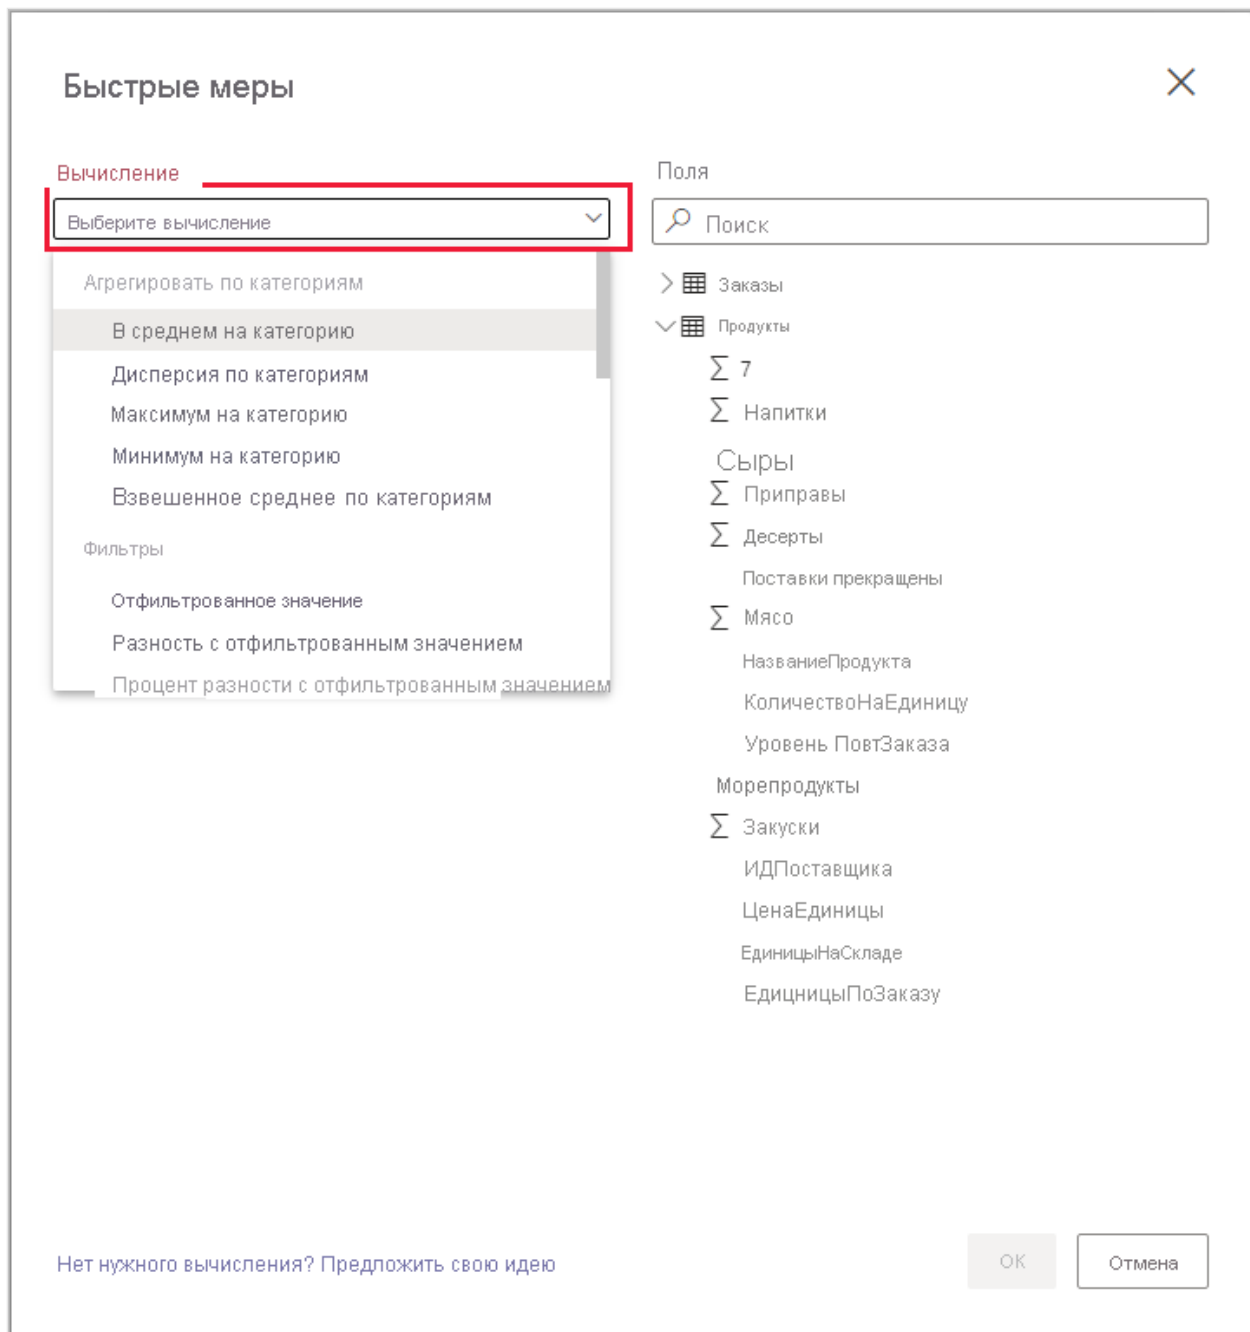 Быстрые меры
Вычисление
Выберите вычисление
Агрегировать по категориям
В среднем на категорию
Дисперсия по категориям
Максимум на категорию
Минимум на категорию
Взвешенное среднее по категориям
Фильтры
Отфильтрованное значение
Разность с отфильтрованным значением
Процент разности с отфильтрованным значением
Поля
Поиск
Заказы
Продукты
Σ 7
Σ Напитки
Сыры
Σ Приправы
Σ Десерты
Поставки прекращены
Σ Мясо
НазваниеПродукта
КоличествоНаЕдиницу
Уровень ПовтЗаказа
Морепродукты
Σ Закуски
ИДПоставщика
ЦенаЕдиницы
ЕдиницыНаСкладе
ЕдицницыПоЗаказу
Нет нужного вычисления? Предложить свою идею
ОК
Отмена